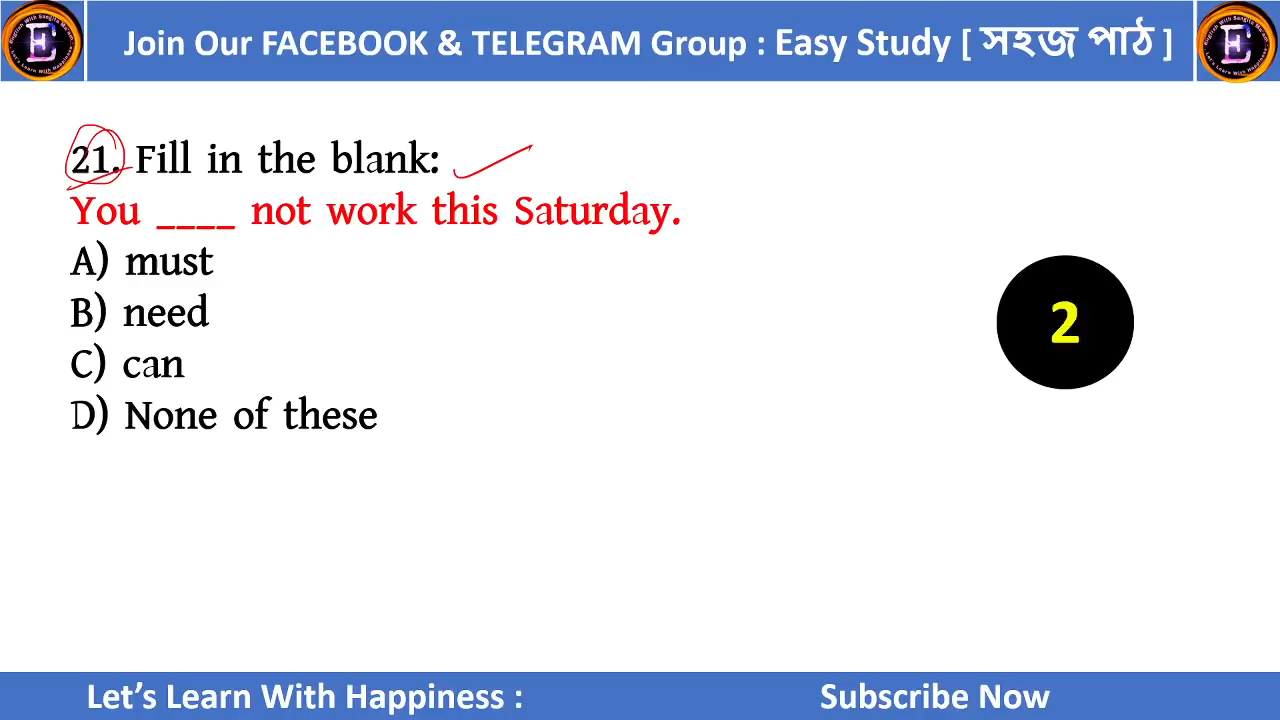 Join Our FACEBOOK & TELEGRAM Group : Easy Study [ সহজ পাঠ ]
21. Fill in the blank:
You ____ not work this Saturday.
A) must
B) need
C) can
D) None of these
2
Let's Learn With Happiness :
Subscribe Now